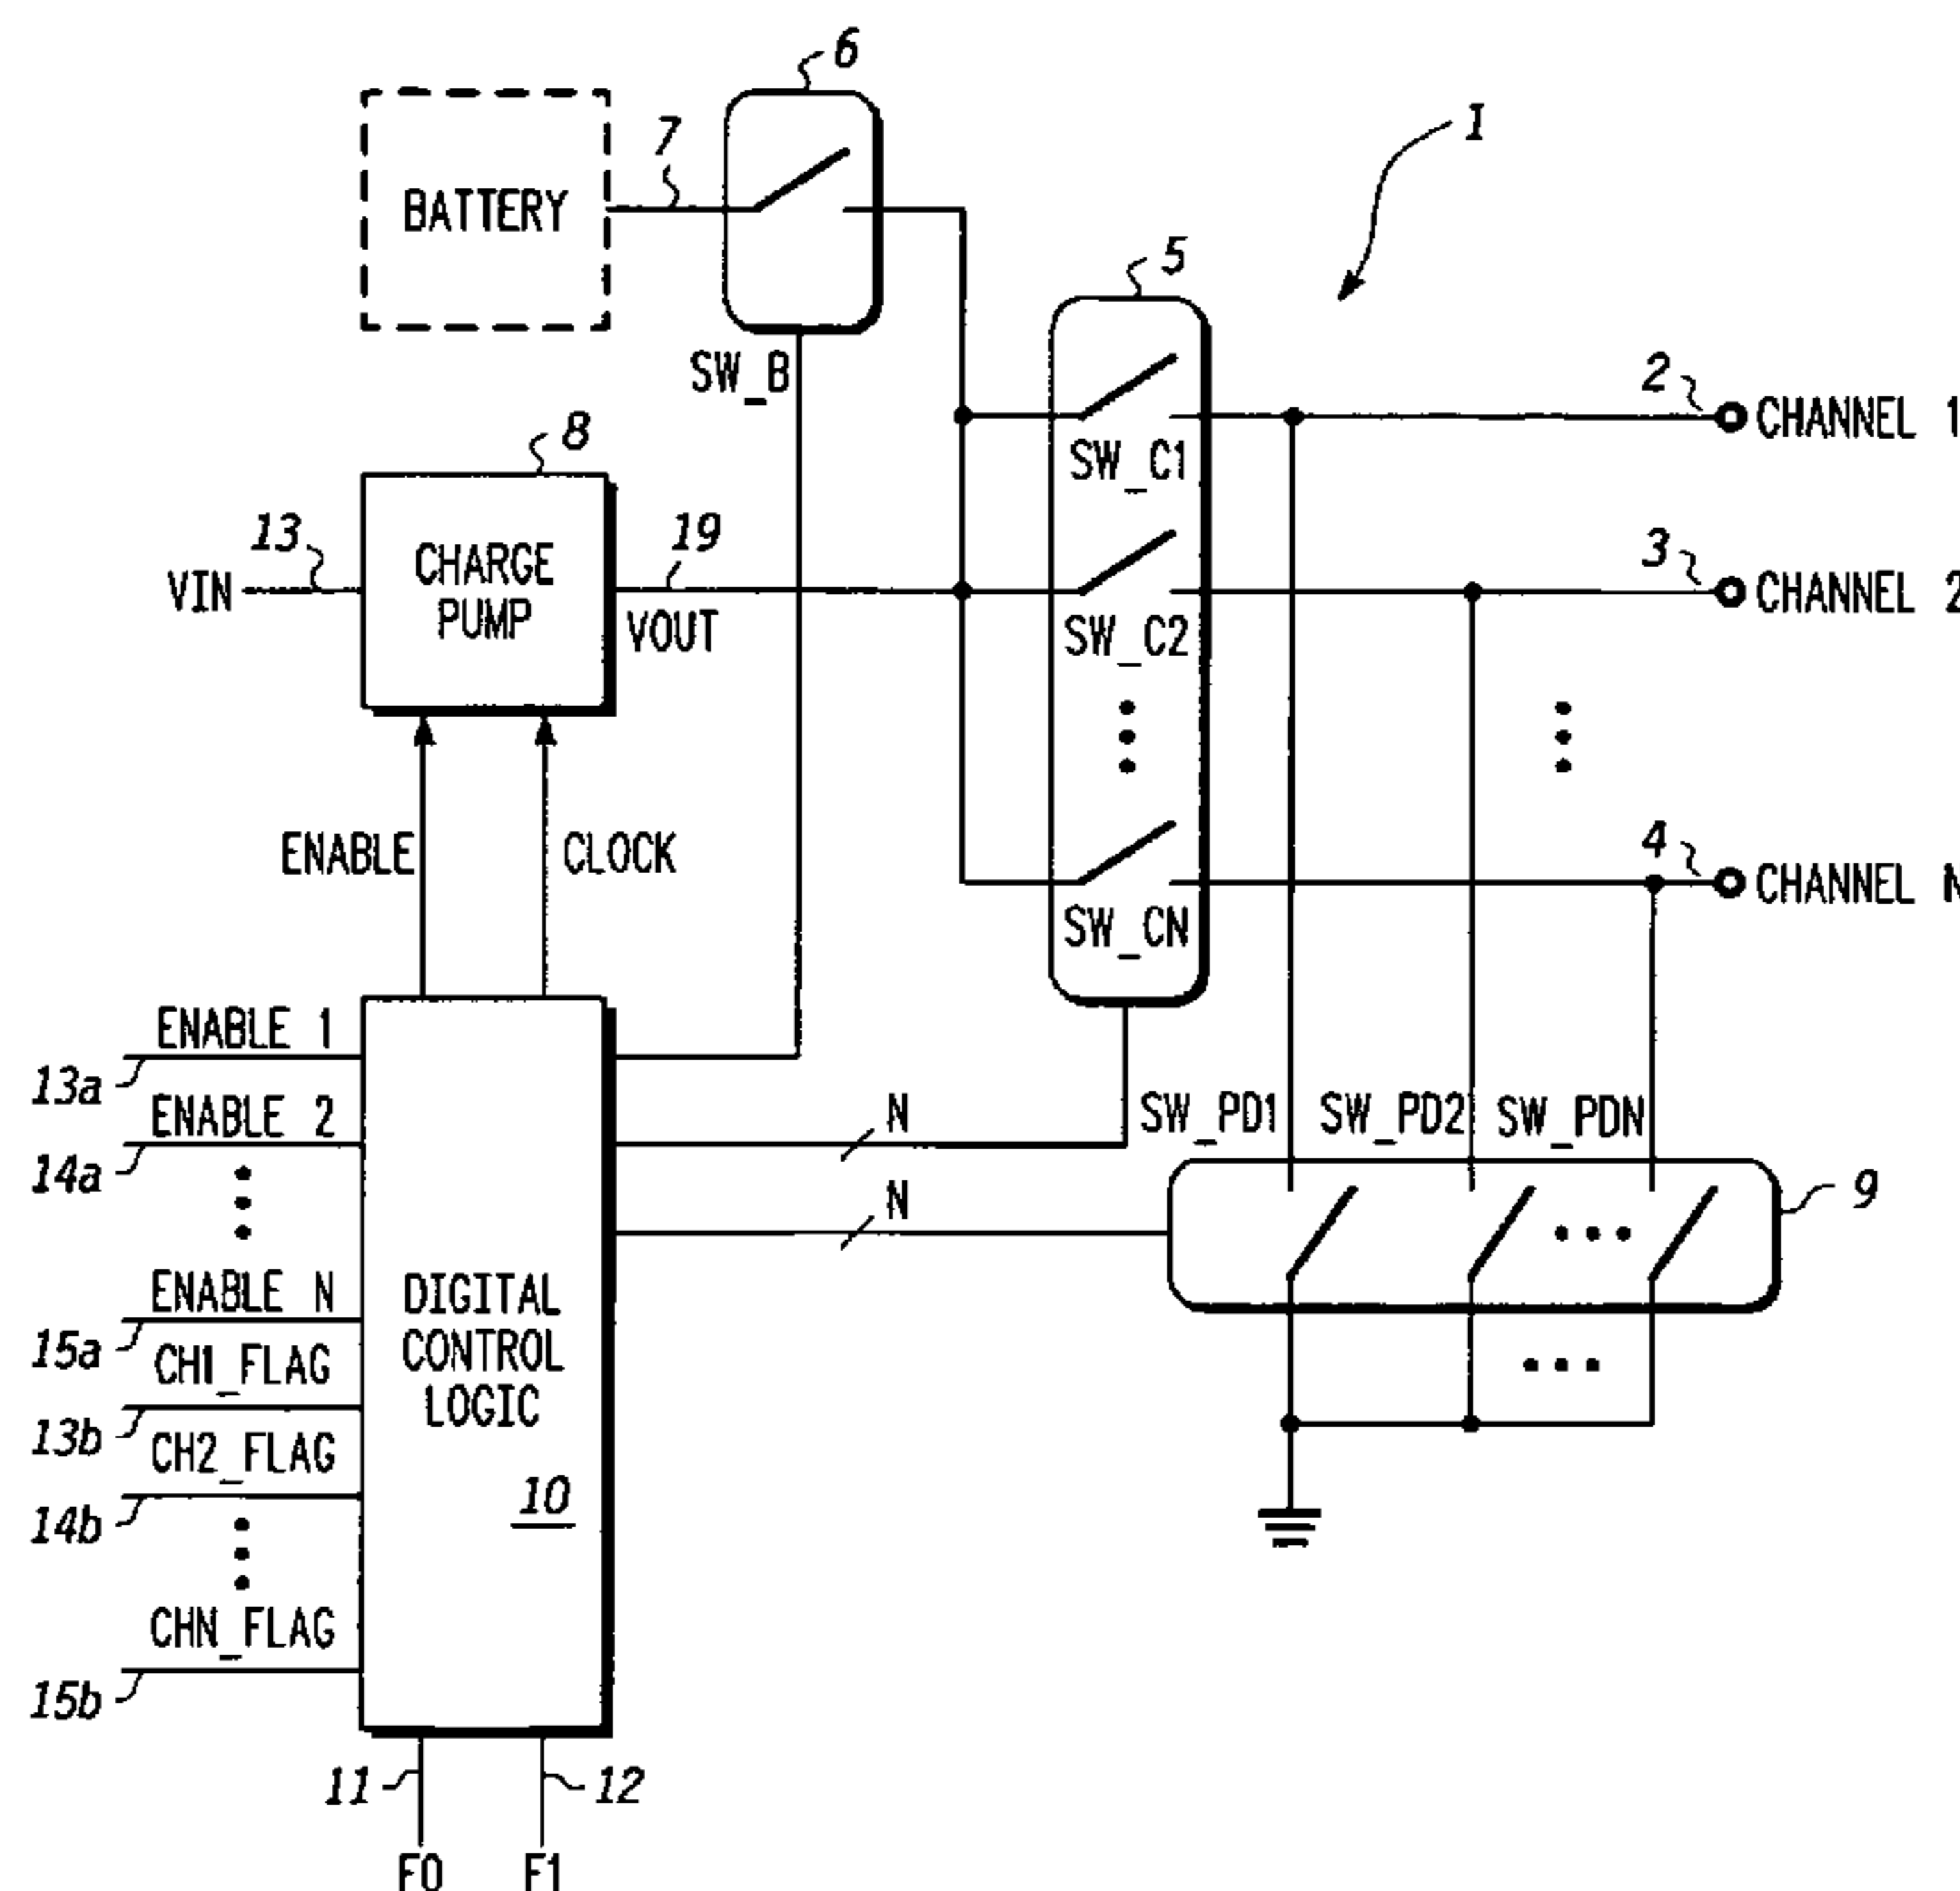 6
1
7
BATTERY
5
SW_B
2
CHANNEL 1
SW_C1
8
13
19
3
VIN
CHARGE
PUMP
VOUT
CHANNEL 2
SW_C2
ENABLE
CLOCK
4
CHANNEL N
SW_CN
ENABLE 1
13a
ENABLE 2
14a
N
SW_PD1
SW_PD2
SW_PDN
N
9
ENABLE N
15a
CH1_FLAG
13b
CH2_FLAG
14b
DIGITAL
CONTROL
LOGIC
10
CHN_FLAG
15b
11
12
F0
F1